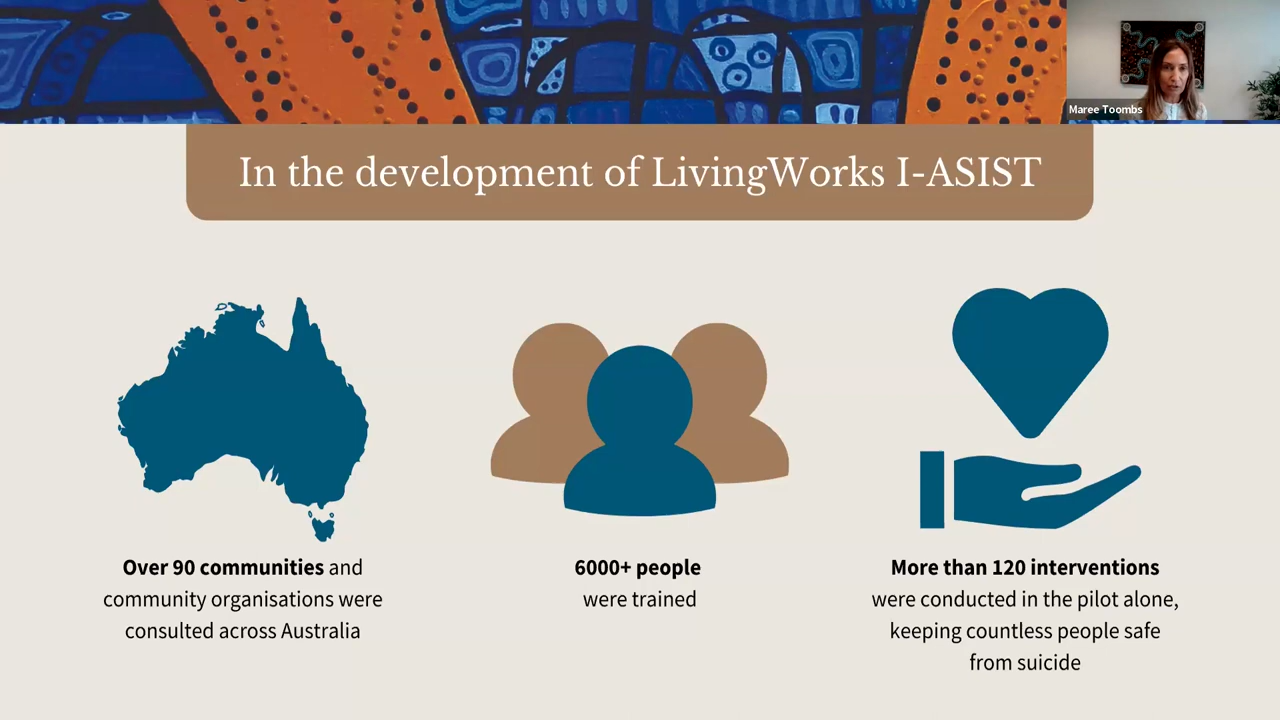 Maree Toombs
In the development of LivingWorks I-ASIST
Over 90 communities and
community organisations were
consulted across Australia
6000+ people
were trained
More than 120 interventions
were conducted in the pilot alone,
keeping countless people safe
from suicide